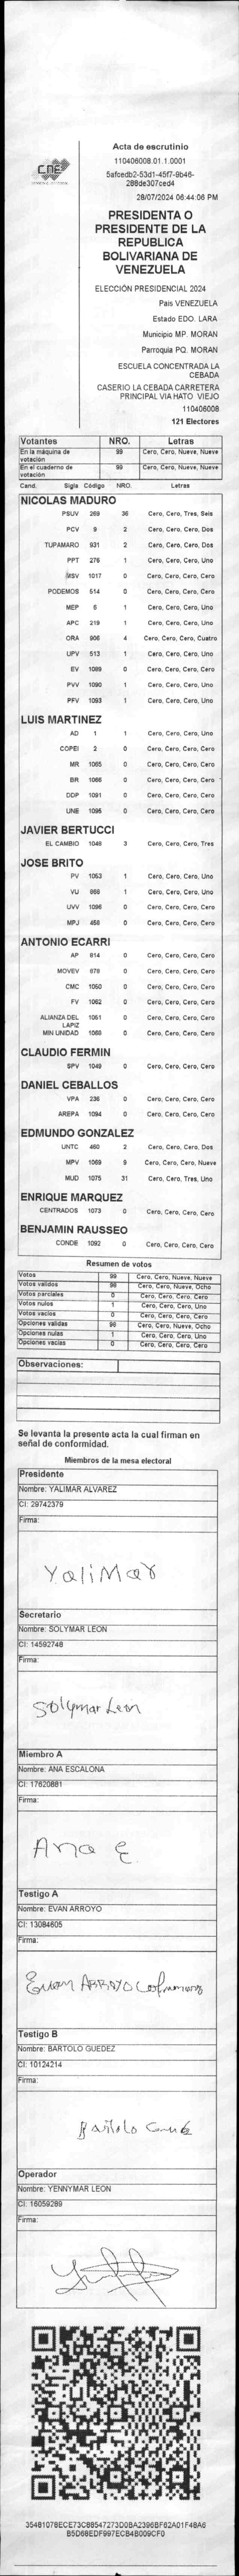 Acta de escrutinio
110406008.01.1.0001
5afcedb2-53d1-45f7-9b46-
288de307ced4
28/07/2024 06:44:06 PM
CNE
PRESIDENTA O
PRESIDENTE DE LA
REPUBLICA
BOLIVARIANA DE
VENEZUELA
ELECCIÓN PRESIDENCIAL 2024
Pais VENEZUELA
Estado EDO. LARA
Municipio MP. MORAN
Parroquia PQ. MORAN
ESCUELA CONCENTRADA LA
CEBADA
CASERIO LA CEBADA CARRETERA
PRINCIPAL VIA HATO VIEJO
110406008
121 Electores
Votantes NRO. Letras
En la máquina de votación 99 Cero, Cero, Nueve, Nueve
En el cuaderno de votación 99 Cero, Cero, Nueve, Nueve
Cand. Sigla Código NRO. Letras
NICOLAS MADURO
PSUV 269 36 Cero, Cero, Tres, Seis
PCV 9 2 Cero, Cero, Cero, Dos
TUPAMARO 931 2 Cero, Cero, Cero, Dos
PPT 276 1 Cero, Cero, Cero, Uno
MSV 1017 0 Cero, Cero, Cero, Cero
PODEMOS 514 0 Cero, Cero, Cero, Cero
MEP 6 1 Cero, Cero, Cero, Uno
APC 219 1 Cero, Cero, Cero, Uno
ORA 906 4 Cero, Cero, Cero, Cuatro
UPV 513 1 Cero, Cero, Cero, Uno
EV 1089 0 Cero, Cero, Cero, Cero
PVV 1090 1 Cero, Cero, Cero, Uno
PFV 1093 1 Cero, Cero, Cero, Uno
LUIS MARTINEZ
AD 1 1 Cero, Cero, Cero, Uno
COPEI 2 0 Cero, Cero, Cero, Cero
MR 1065 0 Cero, Cero, Cero, Cero
BR 1066 0 Cero, Cero, Cero, Cero
DDP 1091 0 Cero, Cero, Cero, Cero
UNE 1095 0 Cero, Cero, Cero, Cero
JAVIER BERTUCCI
EL CAMBIO 1048 3 Cero, Cero, Cero, Tres
JOSE BRITO
PV 1053 1 Cero, Cero, Cero, Uno
VU 868 1 Cero, Cero, Cero, Uno
UVV 1096 0 Cero, Cero, Cero, Cero
MPJ 458 0 Cero, Cero, Cero, Cero
ANTONIO ECARRI
AP 814 0 Cero, Cero, Cero, Cero
MOVEV 878 0 Cero, Cero, Cero, Cero
CMC 1050 0 Cero, Cero, Cero, Cero
FV 1062 0 Cero, Cero, Cero, Cero
ALIANZA DEL LAPIZ 1061 0 Cero, Cero, Cero, Cero
MIN UNIDAD 1068 0 Cero, Cero, Cero, Cero
CLAUDIO FERMIN
SPV 1049 0 Cero, Cero, Cero, Cero
DANIEL CEBALLOS
VPA 236 0 Cero, Cero, Cero, Cero
AREPA 1094 0 Cero, Cero, Cero, Cero
EDMUNDO GONZALEZ
UNTC 460 2 Cero, Cero, Cero, Dos
MPV 1069 9 Cero, Cero, Cero, Nueve
MUD 1075 31 Cero, Cero, Tres, Uno
ENRIQUE MARQUEZ
CENTRADOS 1073 0 Cero, Cero, Cero, Cero
BENJAMIN RAUSSEO
CONDE 1092 0 Cero, Cero, Cero, Cero
Resumen de votos
Votos 99 Cero, Cero, Nueve, Nueve
Votos validos 98 Cero, Cero, Nueve, Ocho
Votos parciales 0 Cero, Cero, Cero, Cero
Votos nulos 1 Cero, Cero, Cero, Uno
Votos vacíos 0 Cero, Cero, Cero, Cero
Opciones validas 98 Cero, Cero, Nueve, Ocho
Opciones nulas 1 Cero, Cero, Cero, Uno
Opciones vacías 0 Cero, Cero, Cero, Cero
Observaciones:
Se levanta la presente acta la cual firman en
señal de conformidad.
Miembros de la mesa electoral
Presidente
Nombre: YALIMAR ALVAREZ
CI: 29742379
Firma:
YaliMar
Secretario
Nombre: SOLYMAR LEON
CI: 14592748
Firma:
Solymar Leon
Miembro A
Nombre: ANA ESCALONA
CI: 17620881
Firma:
Ana E
Testigo A
Nombre: EVAN ARROYO
CI: 13084605
Firma:
Evan ARROYO
Testigo B
Nombre: BARTOLO GUEDEZ
CI: 10124214
Firma:
Bartolo
Operador
Nombre: YENNYMAR LEON
CI: 16059289
Firma:
35481078ECE73C88547273D0BA2396BF62A01F48A6
B5D68EDF997ECB4B009CF0